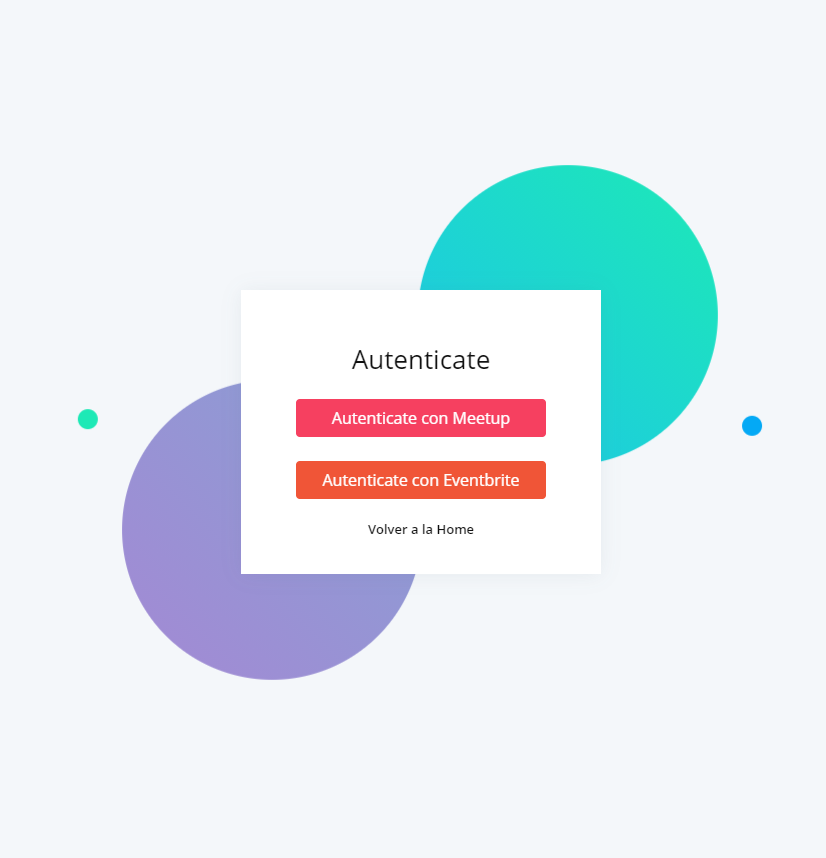 Autenticate
Autenticate con Meetup
Autenticate con Eventbrite
Volver a la Home